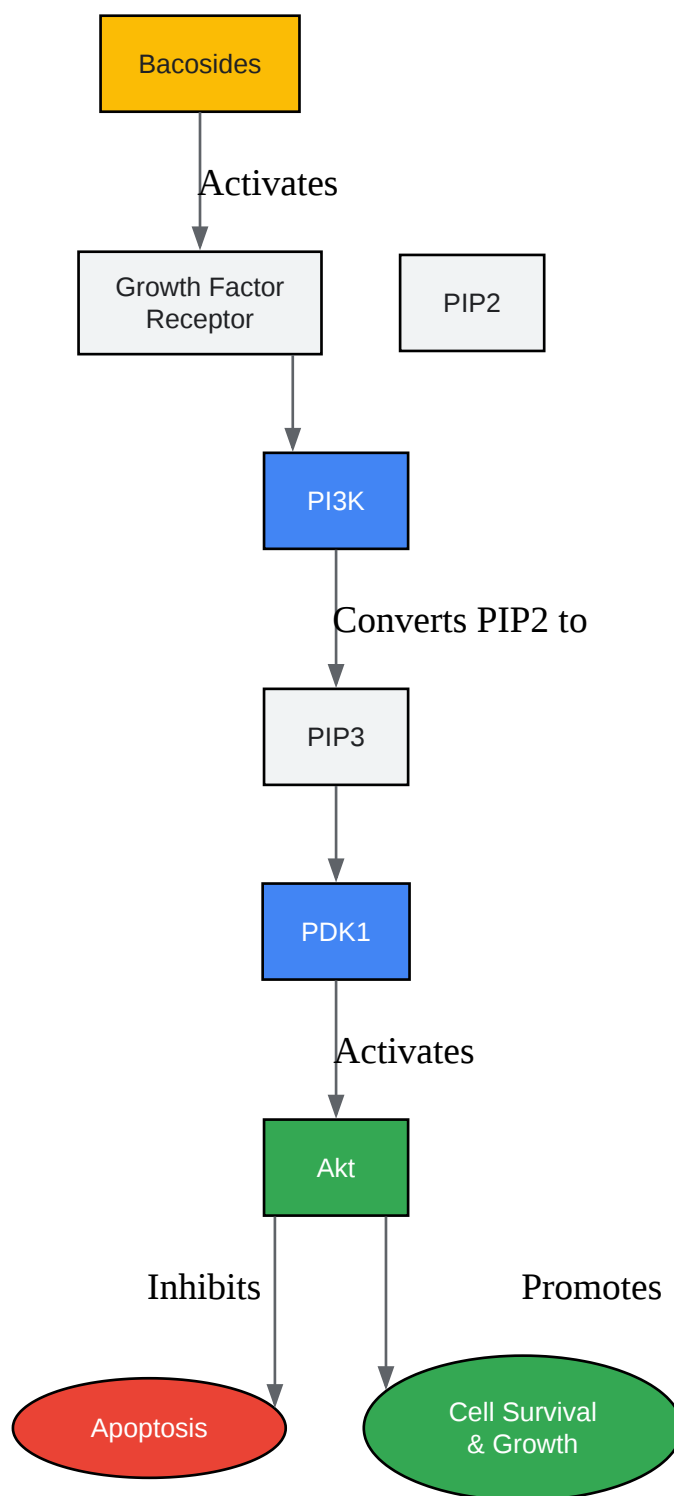 Bacosides
Activates
Growth Factor
Receptor
PIP2
PI3K
Converts PIP2 to
PIP3
PDK1
Activates
Akt
Inhibits
Promotes
Apoptosis
Cell Survival
& Growth